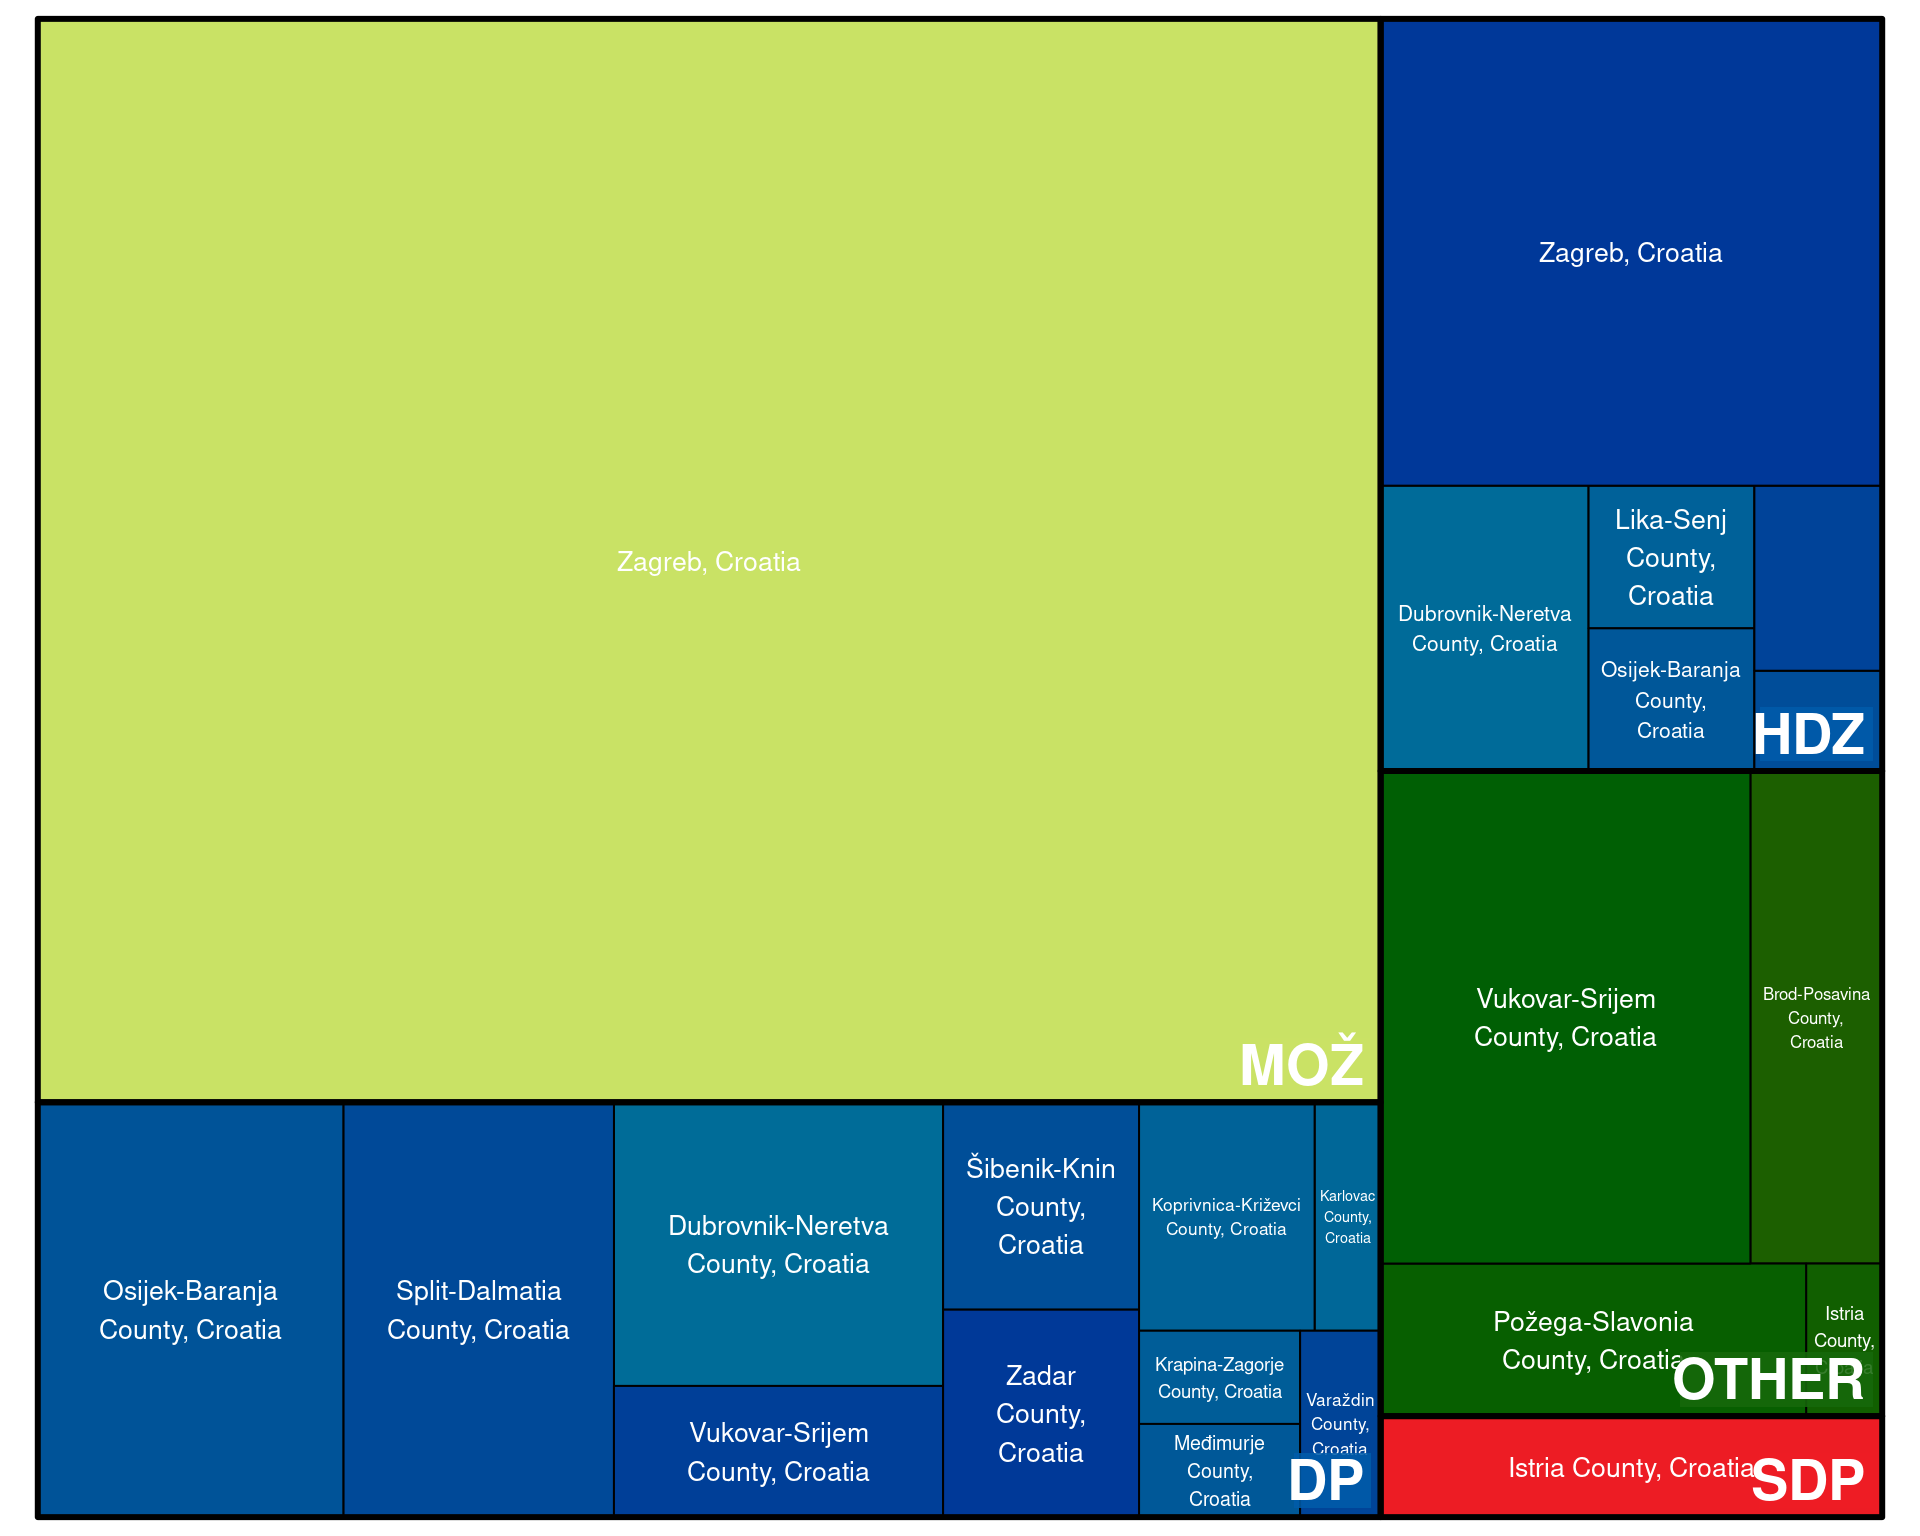 Zagreb, Croatia
MOŽ
Zagreb, Croatia
Dubrovnik-Neretva
County, Croatia
Lika-Senj
County,
Croatia
Osijek-Baranja
County,
Croatia
HDZ
Vukovar-Srijem
County, Croatia
Brod-Posavina
County,
Croatia
Požega-Slavonia
County, Croatia
Istria
County,
Croatia
OTHER
Osijek-Baranja
County, Croatia
Split-Dalmatia
County, Croatia
Dubrovnik-Neretva
County, Croatia
Vukovar-Srijem
County, Croatia
Šibenik-Knin
County,
Croatia
Zadar
County,
Croatia
Koprivnica-Križevci
County, Croatia
Karlovac
County,
Croatia
Krapina-Zagorje
County, Croatia
Međimurje
County,
Croatia
Varaždin
County,
Croatia
DP
Istria County, Croatia
SDP